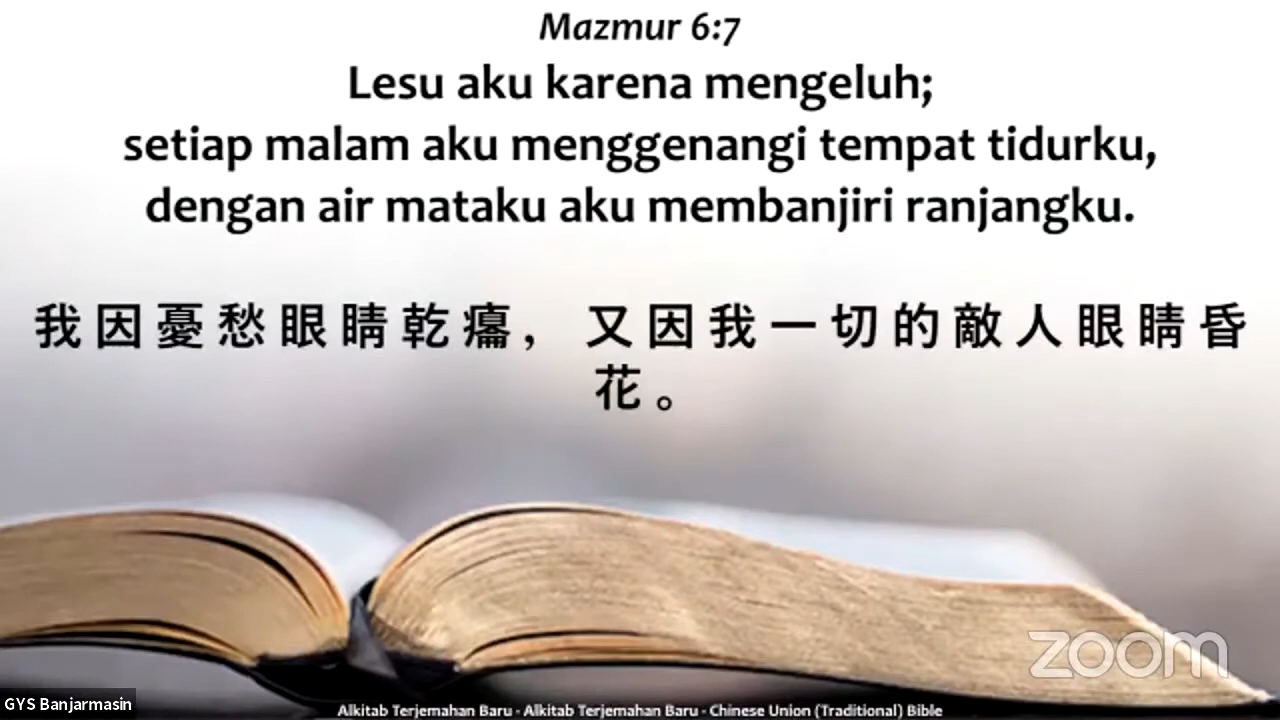 Mazmur 6:7
Lesu aku karena mengeluh;
setiap malam aku menggenangi tempat tidurku,
dengan air mataku aku membanjiri ranjangku.
我因憂愁眼睛乾癟，又因我一切的敵人眼睛昏
花。
zoom
GYS Banjarmasin
Alkitab Terjemahan Baru - Alkitab Terjemahan Baru - Chinese Union (Traditional) Bible